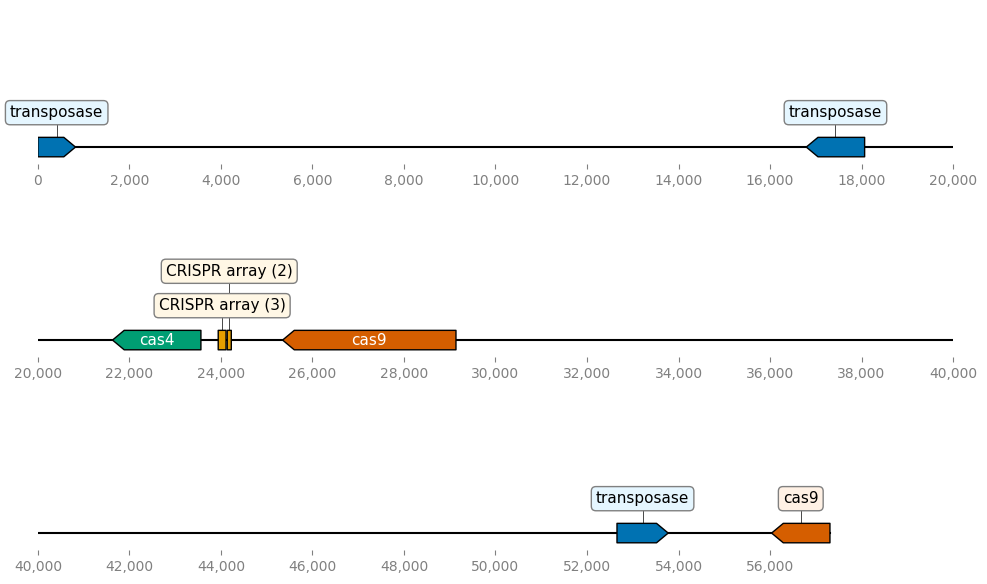 transposase transposase
0 2,000 4,000 6,000 8,000 10,000 12,000 14,000 16,000 18,000 20,000
CRISPR array (2)
CRISPR array (3)
cas4 cas9
20,000 22,000 24,000 26,000 28,000 30,000 32,000 34,000 36,000 38,000 40,000
transposase cas9
40,000 42,000 44,000 46,000 48,000 50,000 52,000 54,000 56,000